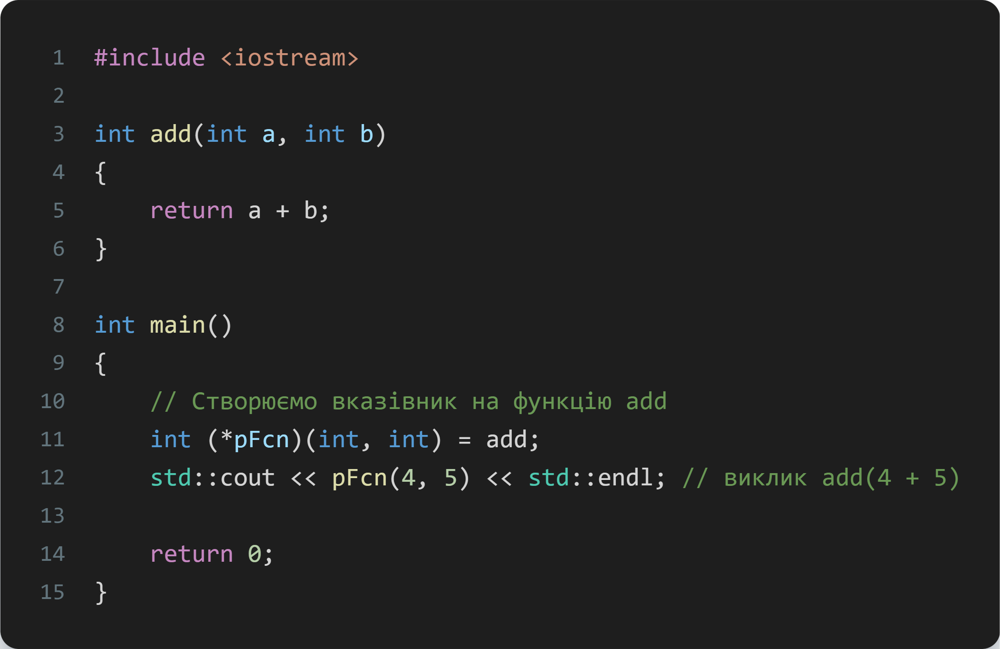 1 #include <iostream>
2
3 int add(int a, int b)
4 {
5     return a + b;
6 }
7
8 int main()
9 {
10     // Створюємо вказівник на функцію add
11     int (*pFcn)(int, int) = add;
12     std::cout << pFcn(4, 5) << std::endl; // виклик add(4 + 5)
13
14     return 0;
15 }